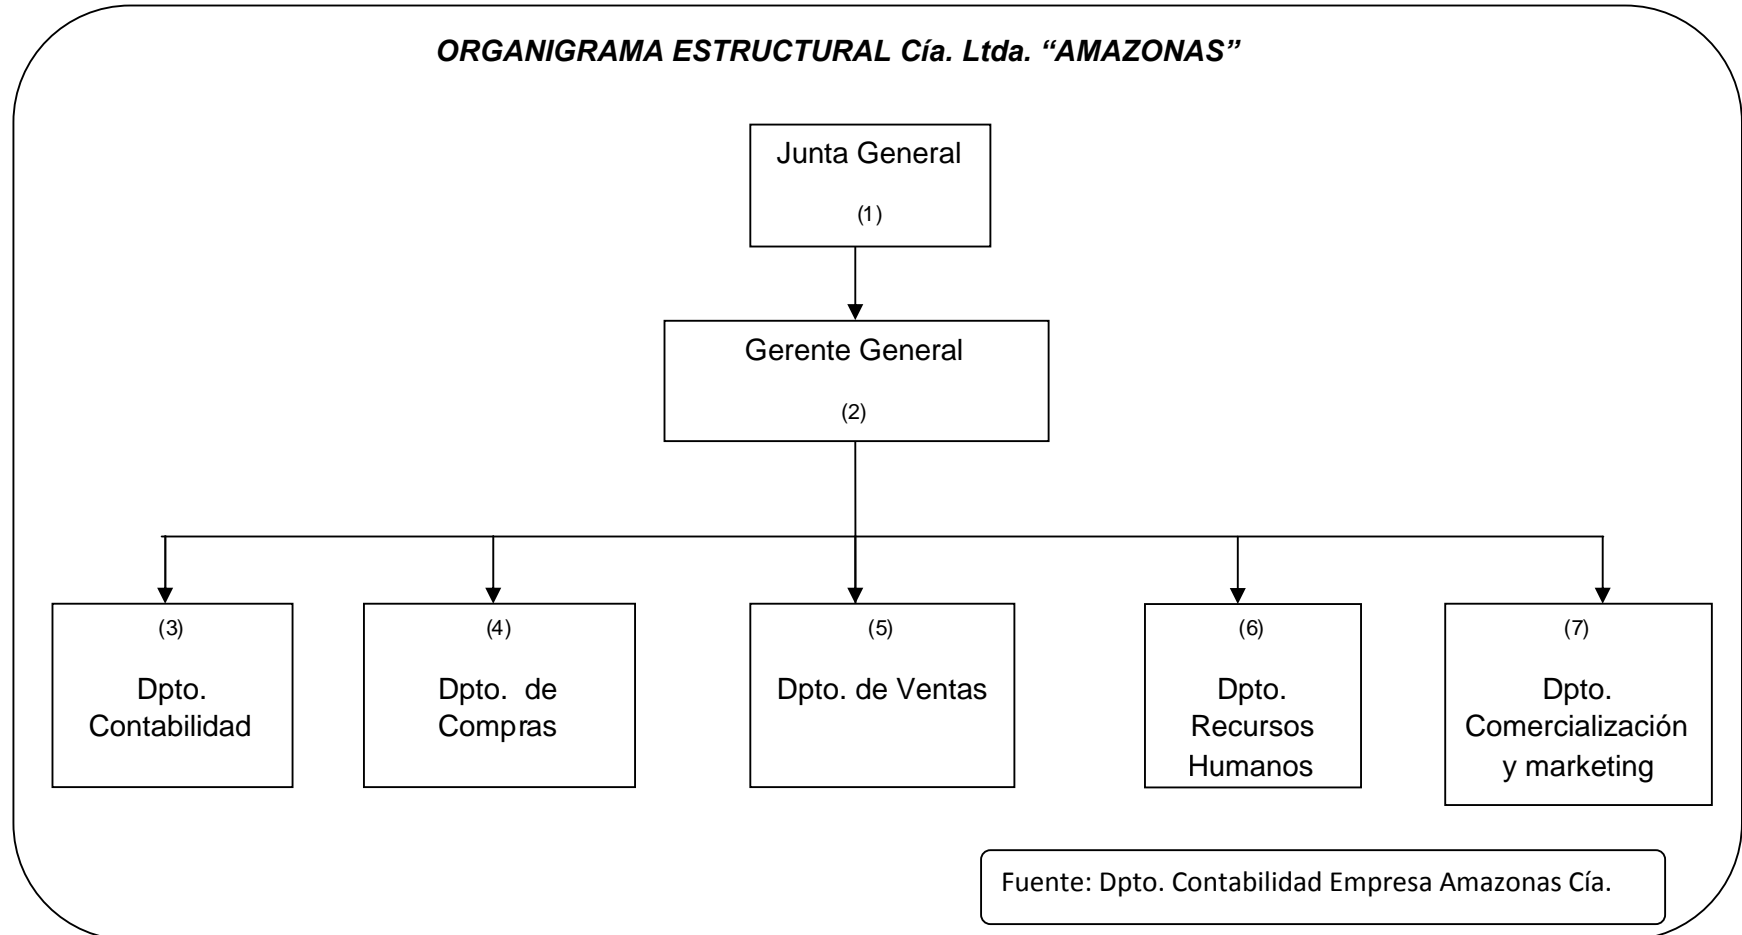 ORGANIGRAMA ESTRUCTURAL Cía. Ltda. “AMAZONAS”
Junta General
(1)
Gerente General
(2)
(3)
Dpto.
Contabilidad
(4)
Dpto. de
Compras
(5)
Dpto. de Ventas
(6)
Dpto.
Recursos
Humanos
(7)
Dpto.
Comercialización
y marketing
Fuente: Dpto. Contabilidad Empresa Amazonas Cía.